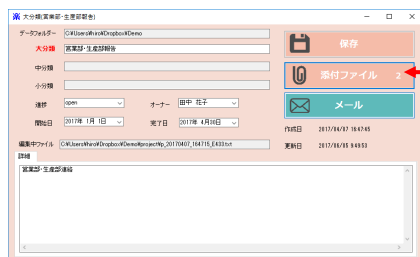 大分類(営業部・生産部報告)
データフォルダー C:¥Users¥hiro¥Dropbox¥Demo
大分類 営業部・生産部報告
中分類
小分類
進捗 open オーナー 田中 花子
開始日 2017年 1月 1日 完了日 2017年 4月30日
編集中ファイル C:¥Users¥hiro¥Dropbox¥Demo¥project¥p_20170407_164715_E433.txt
保存
添付ファイル 2
メール
作成日 2017/04/07 16:47:45
更新日 2017/06/05 9:49:53
詳細
営業部・生産部連絡